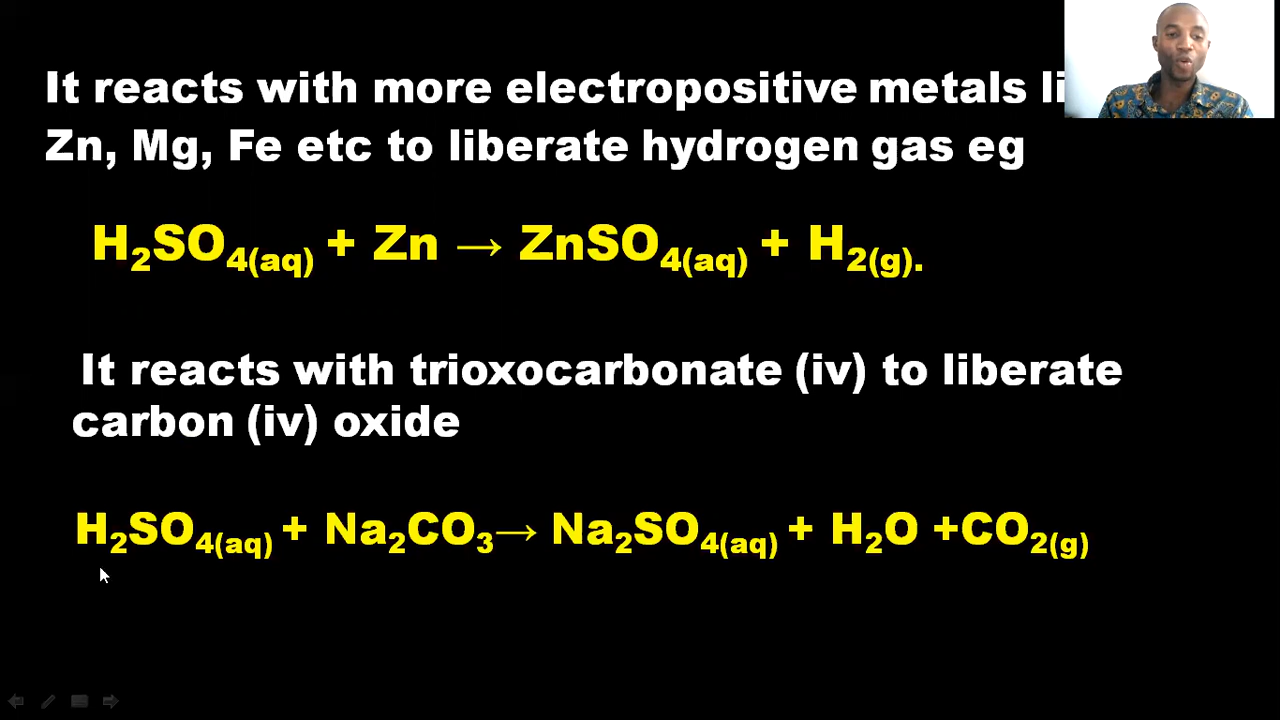 It reacts with more electropositive metals li
Zn, Mg, Fe etc to liberate hydrogen gas eg
H₂SO₄(aq) + Zn → ZnSO₄(aq) + H₂(g).
It reacts with trioxocarbonate (iv) to liberate
carbon (iv) oxide
H₂SO₄(aq) + Na₂CO₃→ Na₂SO₄(aq) + H₂O +CO₂(g)